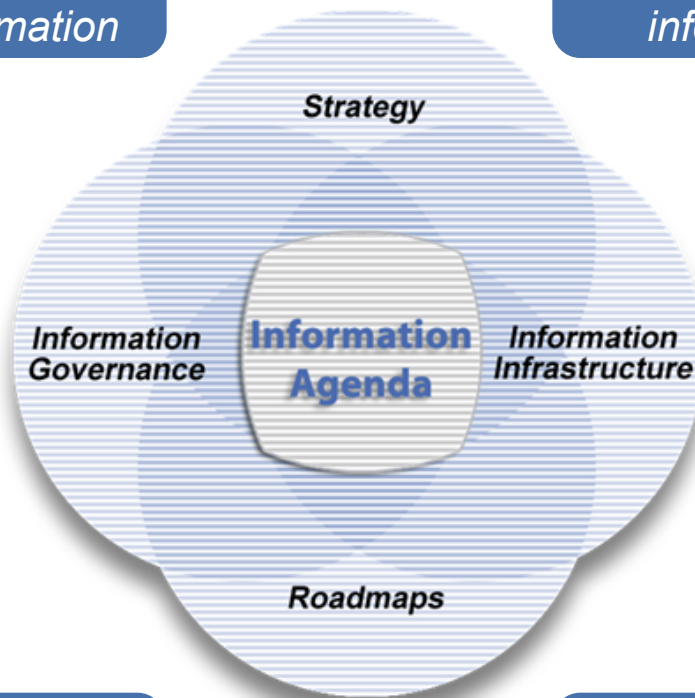 mation
info
Strategy
Information
Governance
Information
Agenda
Information
Infrastructure
Roadmaps